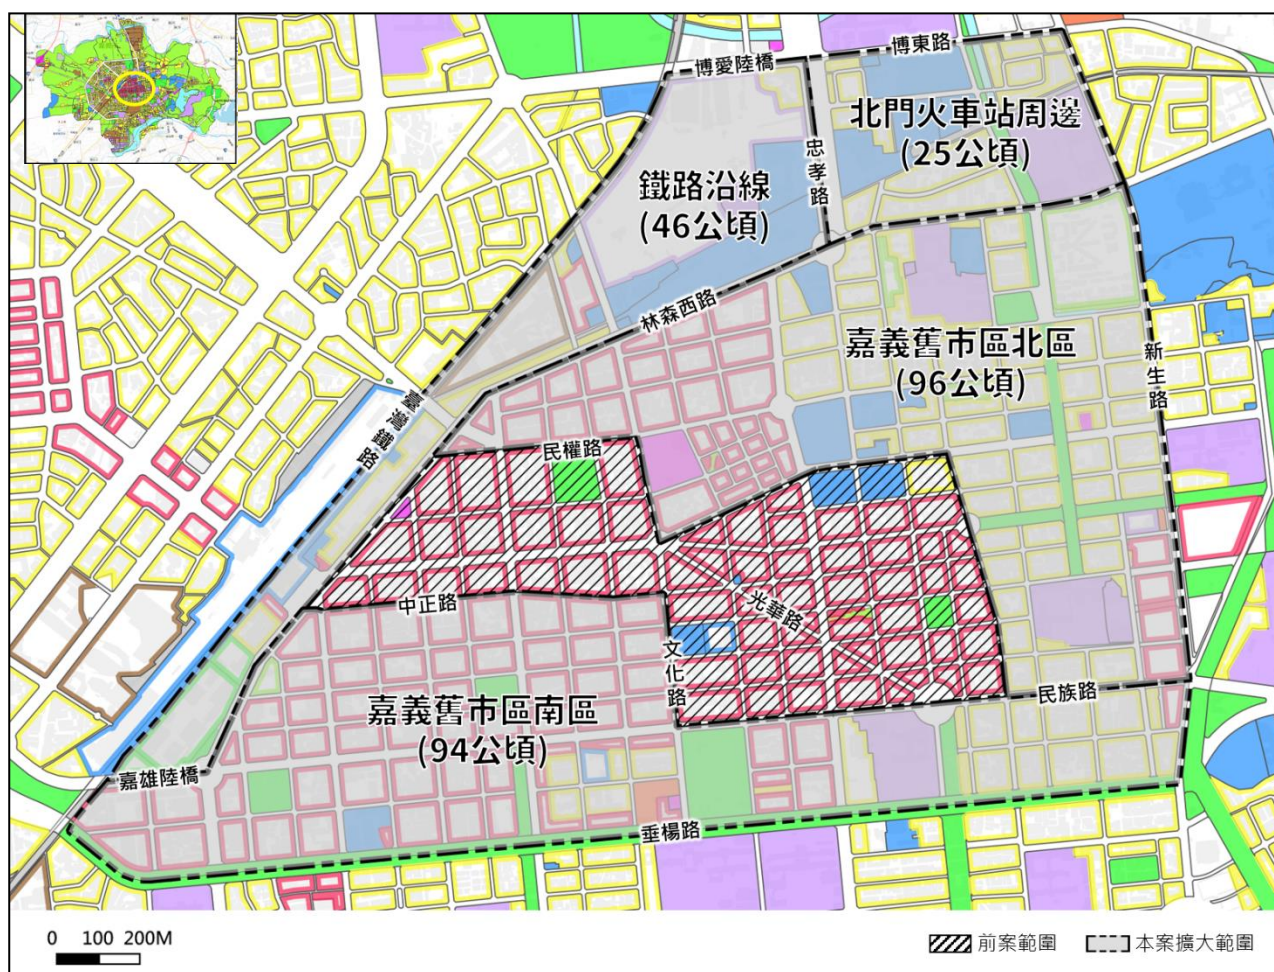 博愛陸橋
博東路
北門火車站周邊
(25公頃)
忠孝路
鐵路沿線
(46公頃)
林森西路
嘉義舊市區北區
(96公頃)
新生路
臺灣鐵路
民權路
中正路
光華路
文化路
民族路
嘉義舊市區南區
(94公頃)
嘉雄陸橋
垂楊路
0 100 200M
前案範圍
本案擴大範圍